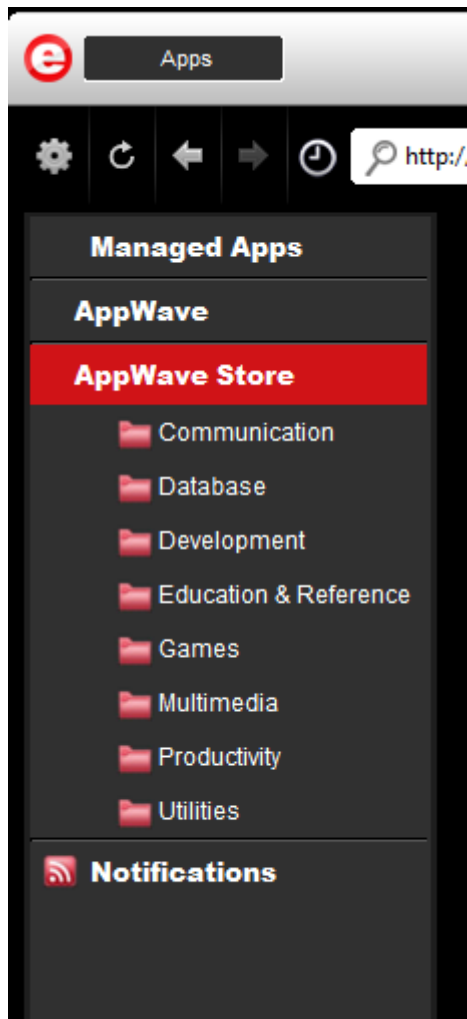 e
Apps
http:/
Managed Apps
AppWave
AppWave Store
Communication
Database
Development
Education & Reference
Games
Multimedia
Productivity
Utilities
Notifications